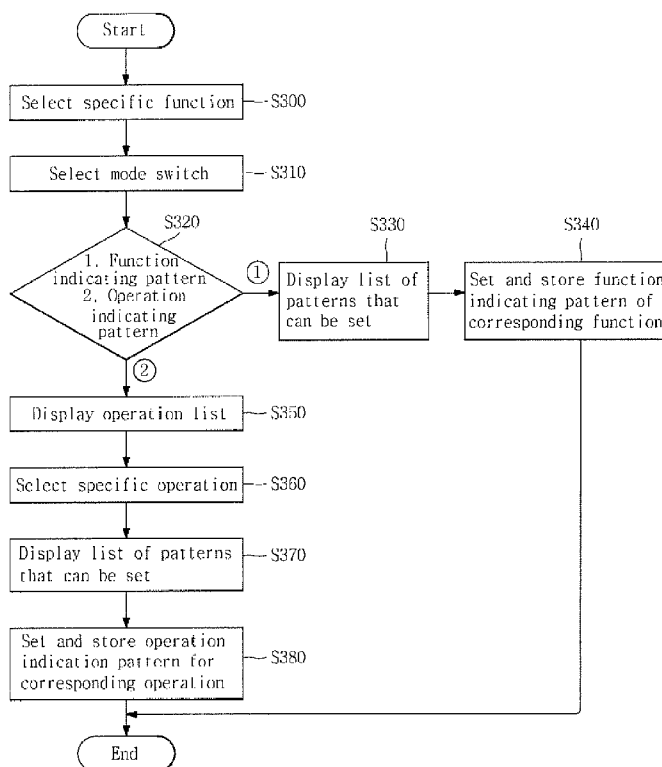 Start
Select specific function
S300
Select mode switch
S310
S320
1. Function
indicating pattern
2. Operation
indicating
pattern
①
②
S330
Display list of
patterns that
can be set
S340
Set and store function
indicating pattern of
corresponding function
Display operation list
S350
Select specific operation
S360
Display list of patterns
that can be set
S370
Set and store operation
indication pattern for
corresponding operation
S380
End